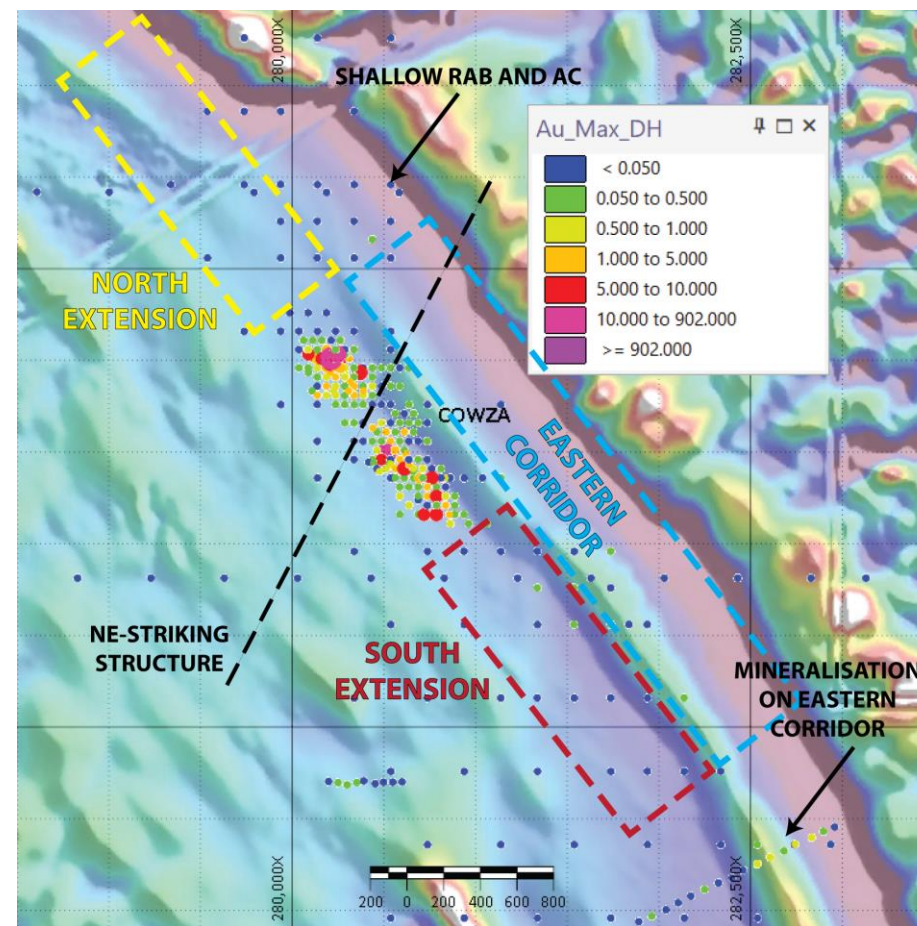 280,000X
282,500X
SHALLOW RAB AND AC
Au_Max_DH
< 0.050
0.050 to 0.500
0.500 to 1.000
1.000 to 5.000
5.000 to 10.000
10.000 to 902.000
>= 902.000
NORTH
EXTENSION
COWZA
EASTERN
CORRIDOR
NE-STRIKING
STRUCTURE
SOUTH
EXTENSION
MINERALISATION
ON EASTERN
CORRIDOR
280,000X
282,500X
200 0 200 400 600 800